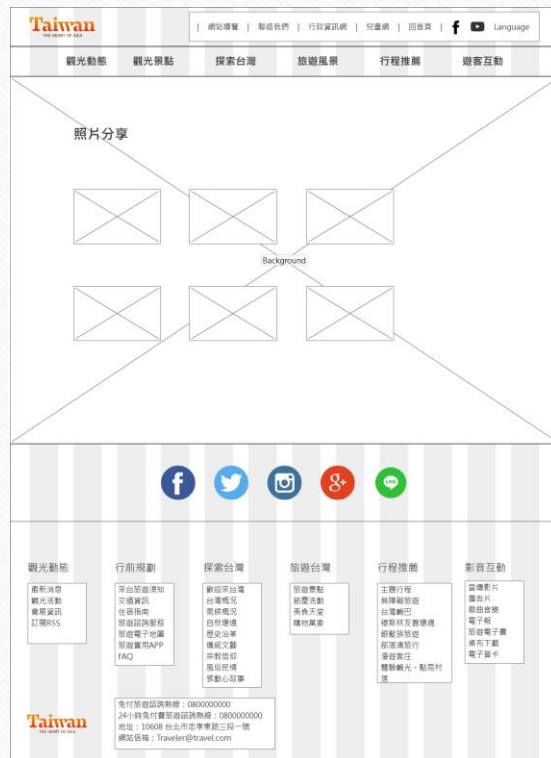 Taiwan
THE HEART OF ASIA
| 網站導覽 | 聯絡我們 | 行政資訊網 | 兒童網 | 回首頁 | f Language
觀光動態 觀光景點 探索台灣 旅遊風景 行程推薦 遊客互動
照片分享
Background
f g+ LINE
觀光動態
最新消息
觀光活動
會展資訊
訂閱RSS
行前規劃
來台旅遊須知
交通資訊
住宿指南
旅遊諮詢服務
旅遊電子地圖
旅遊實用APP
FAQ
探索台灣
歡迎來台灣
台灣概況
氣候概況
自然環境
歷史沿革
傳統文藝
宗教信仰
風俗民情
感動心故事
旅遊台灣
旅遊景點
節慶活動
美食天堂
購物萬象
行程推薦
主題行程
無障礙旅遊
台灣觀巴
穆斯林友善環境
銀髮族旅遊
部落溝旅行
漫遊客庄
體驗觀光‧點亮村
落
影音互動
宣傳影片
廣告片
歌曲音樂
電子報
旅遊電子書
桌布下載
電子賀卡
Taiwan
THE HEART OF ASIA
免付旅遊諮詢熱線：0800000000
24小時免付費旅遊諮詢熱線：0800000000
地址：10608 台北市忠孝東路三段一號
網站信箱：Traveler@travel.com